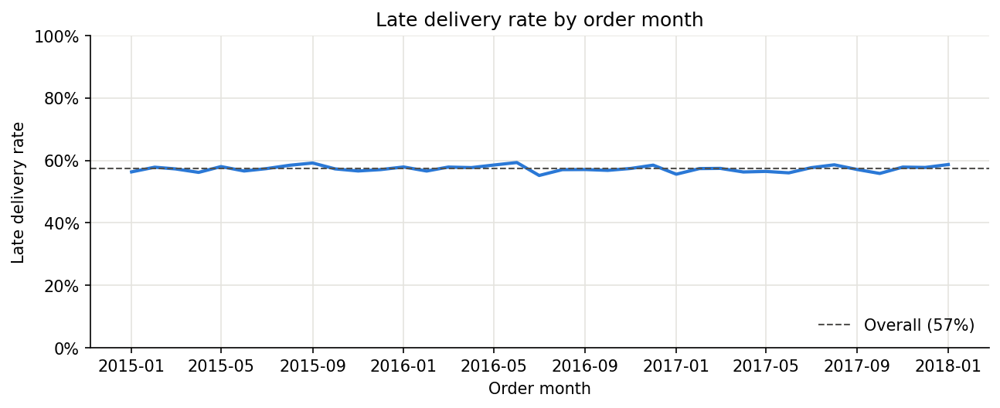 Late delivery rate by order month
100%
80%
60%
40%
20%
0%
Late delivery rate
Overall (57%)
2015-01 2015-05 2015-09 2016-01 2016-05 2016-09 2017-01 2017-05 2017-09 2018-01
Order month